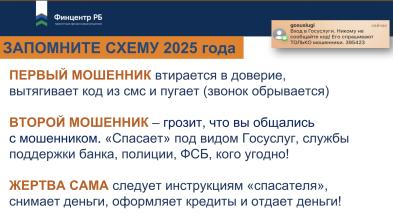 Финцентр РБ
gosuslugi
сейчас
Вход в Госуслуги. Никому не
сообщайте код! Его спрашивают
ТОЛЬКО мошенники. 395423
ЗАПОМНИТЕ СХЕМУ 2025 года
ПЕРВЫЙ МОШЕННИК втирается в доверие,
вытягивает код из смс и пугает (звонок обрывается)
ВТОРОЙ МОШЕННИК – грозит, что вы общались
с мошенником. «Спасает» под видом Госуслуг, службы
поддержки банка, полиции, ФСБ, кого угодно!
ЖЕРТВА САМА следует инструкциям «спасателя»,
снимает деньги, оформляет кредиты и отдает деньги!